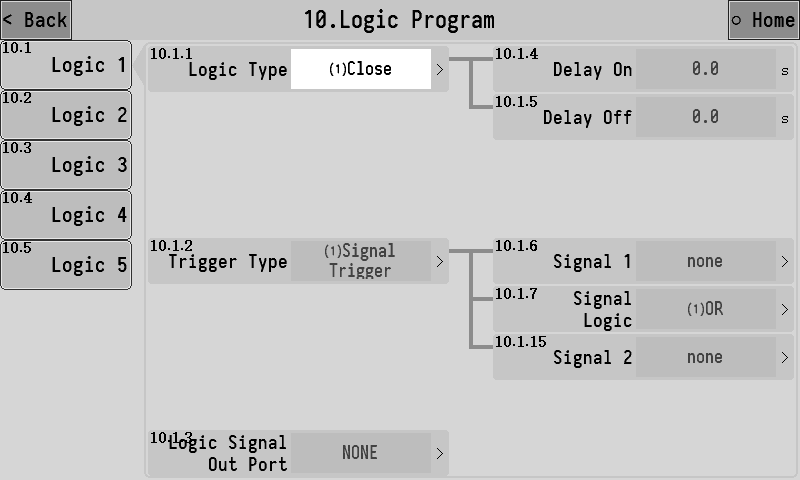 < Back
10.Logic Program
○ Home
10.1
Logic 1
10.2
Logic 2
10.3
Logic 3
10.4
Logic 4
10.5
Logic 5
10.1.1
Logic Type
(1)Close
>
10.1.4
Delay On
0.0
s
10.1.5
Delay Off
0.0
s
10.1.2
Trigger Type
(1)Signal
Trigger
>
10.1.6
Signal 1
none
>
10.1.7
Signal
Logic
(1)OR
>
10.1.15
Signal 2
none
>
10.1.3
Logic Signal
Out Port
NONE
>